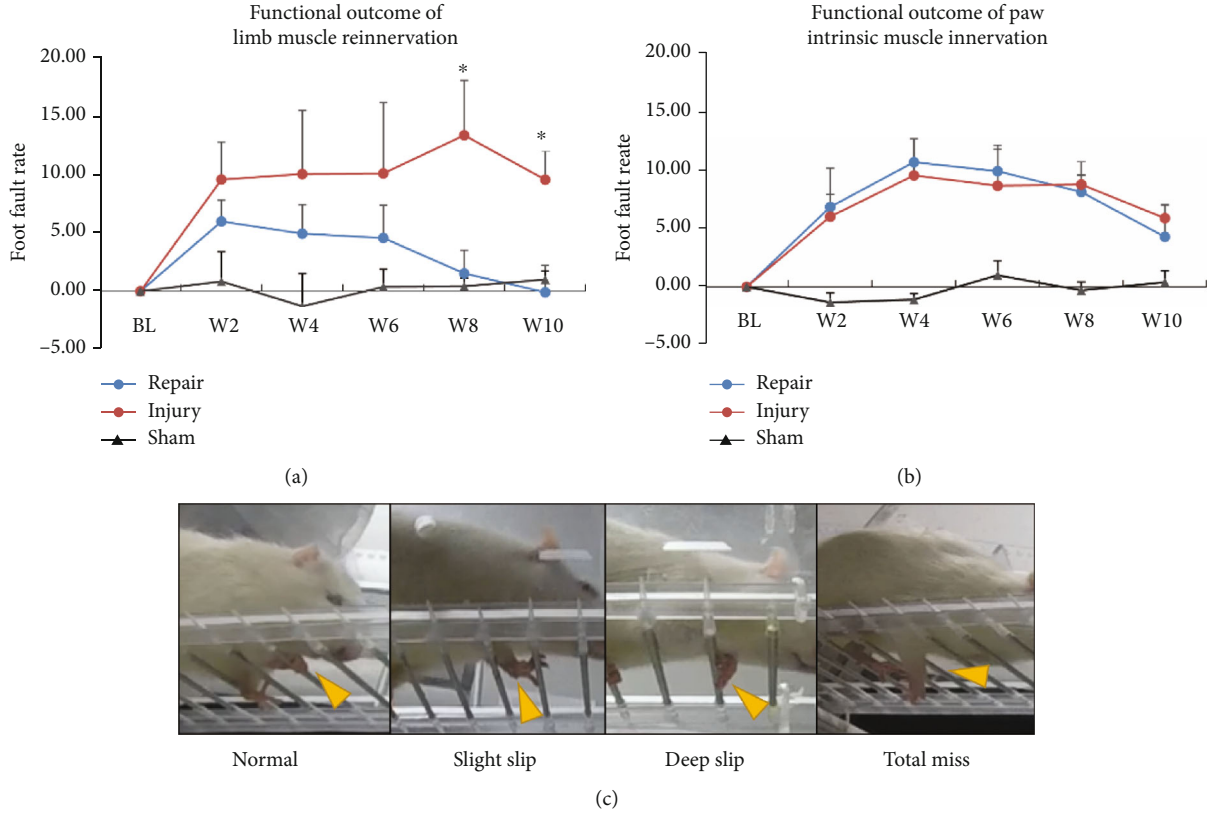 Functional outcome of
limb muscle reinnervation
20.00
15.00
10.00
5.00
0.00
−5.00
Foot fault rate
*
*
BL W2 W4 W6 W8 W10
Repair
Injury
Sham
(a)
Functional outcome of paw
intrinsic muscle innervation
20.00
15.00
10.00
5.00
0.00
−5.00
Foot fault reate
BL W2 W4 W6 W8 W10
Repair
Injury
Sham
(b)
Normal Slight slip Deep slip Total miss
(c)